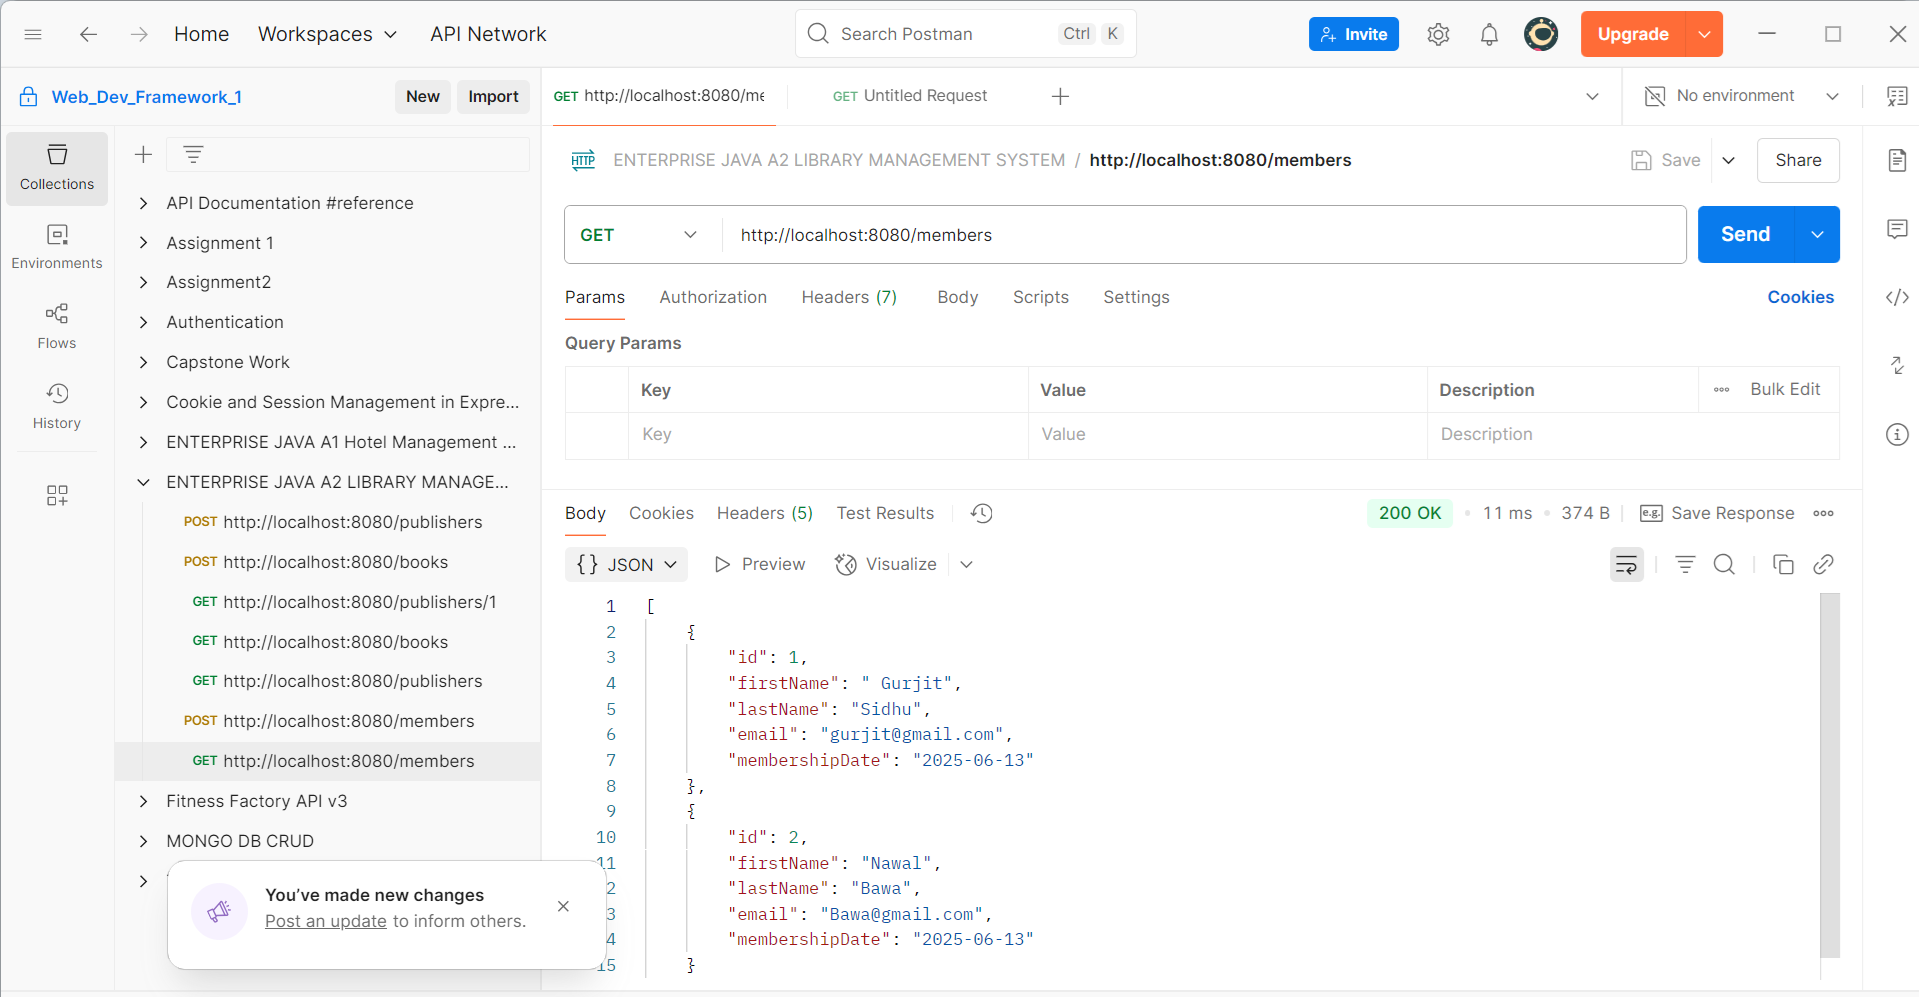 Home Workspaces API Network Search Postman Ctrl K Invite Upgrade
Web_Dev_Framework_1 New Import GET http://localhost:8080/me GET Untitled Request No environment
Collections
Environments
Flows
History
API Documentation #reference
Assignment 1
Assignment2
Authentication
Capstone Work
Cookie and Session Management in Expre...
ENTERPRISE JAVA A1 Hotel Management ...
ENTERPRISE JAVA A2 LIBRARY MANAGE...
POST http://localhost:8080/publishers
POST http://localhost:8080/books
GET http://localhost:8080/publishers/1
GET http://localhost:8080/books
GET http://localhost:8080/publishers
POST http://localhost:8080/members
GET http://localhost:8080/members
Fitness Factory API v3
MONGO DB CRUD
You've made new changes
Post an update to inform others.
HTTP ENTERPRISE JAVA A2 LIBRARY MANAGEMENT SYSTEM / http://localhost:8080/members Save Share
GET http://localhost:8080/members Send
Params Authorization Headers (7) Body Scripts Settings Cookies
Query Params
Key Value Description Bulk Edit
Key Value Description
Body Cookies Headers (5) Test Results 200 OK • 11 ms • 374 B e.g. Save Response
{} JSON Preview Visualize
1 [
2 {
3 "id": 1,
4 "firstName": " Gurjit",
5 "lastName": "Sidhu",
6 "email": "gurjit@gmail.com",
7 "membershipDate": "2025-06-13"
8 },
9 {
10 "id": 2,
11 "firstName": "Nawal",
2 "lastName": "Bawa",
3 "email": "Bawa@gmail.com",
4 "membershipDate": "2025-06-13"
15 }